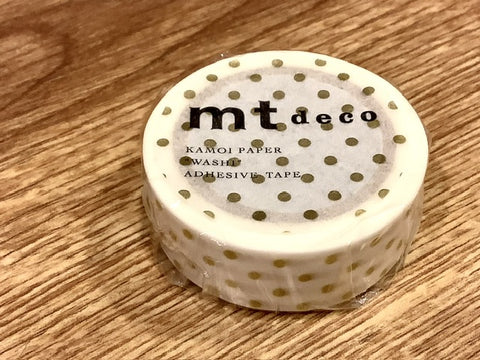 mt deco
KAMOI PAPER
"WASHI"
ADHESIVE TAPE